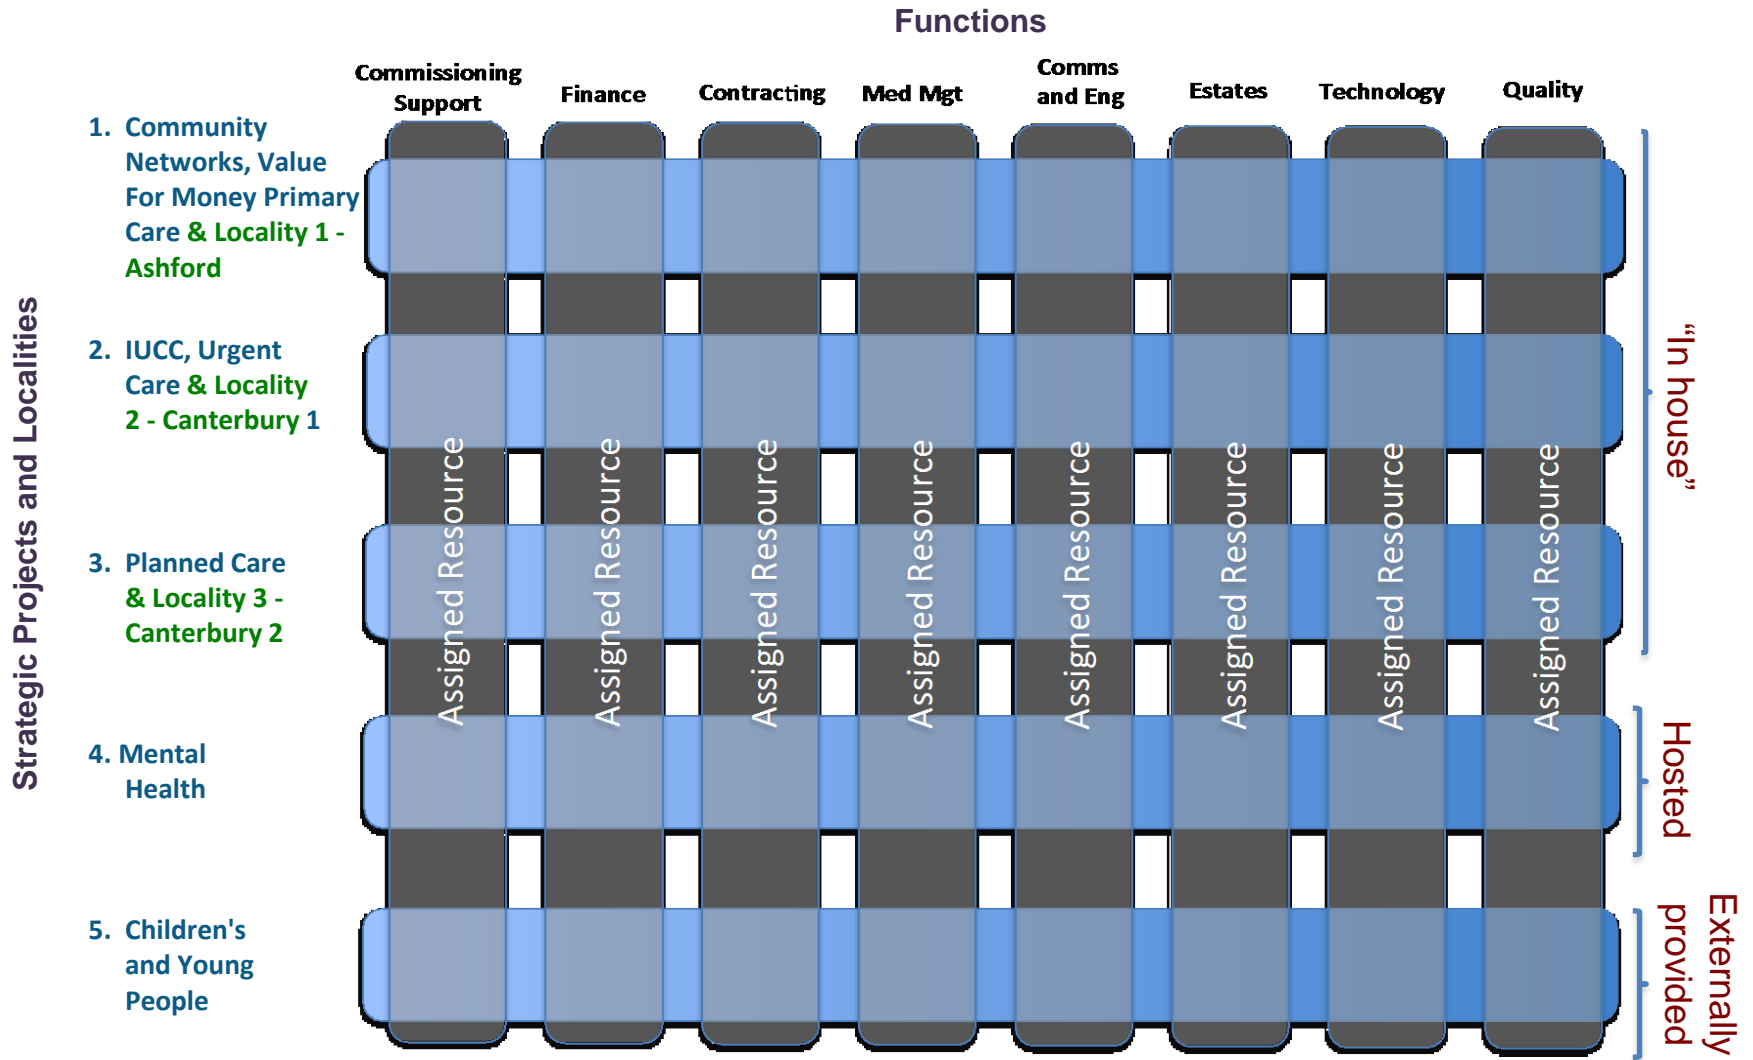 Functions
Commissioning
Support
Finance
Contracting
Med Mgt
Comms
and Eng
Estates
Technology
Quality
Strategic Projects and Localities
1. Community
Networks, Value
For Money Primary
Care & Locality 1 -
Ashford
2. IUCC, Urgent
Care & Locality
2 - Canterbury 1
3. Planned Care
& Locality 3 -
Canterbury 2
4. Mental
Health
5. Children's
and Young
People
Assigned Resource
Assigned Resource
Assigned Resource
Assigned Resource
Assigned Resource
Assigned Resource
Assigned Resource
Assigned Resource
“In house”
Hosted
Externally
provided